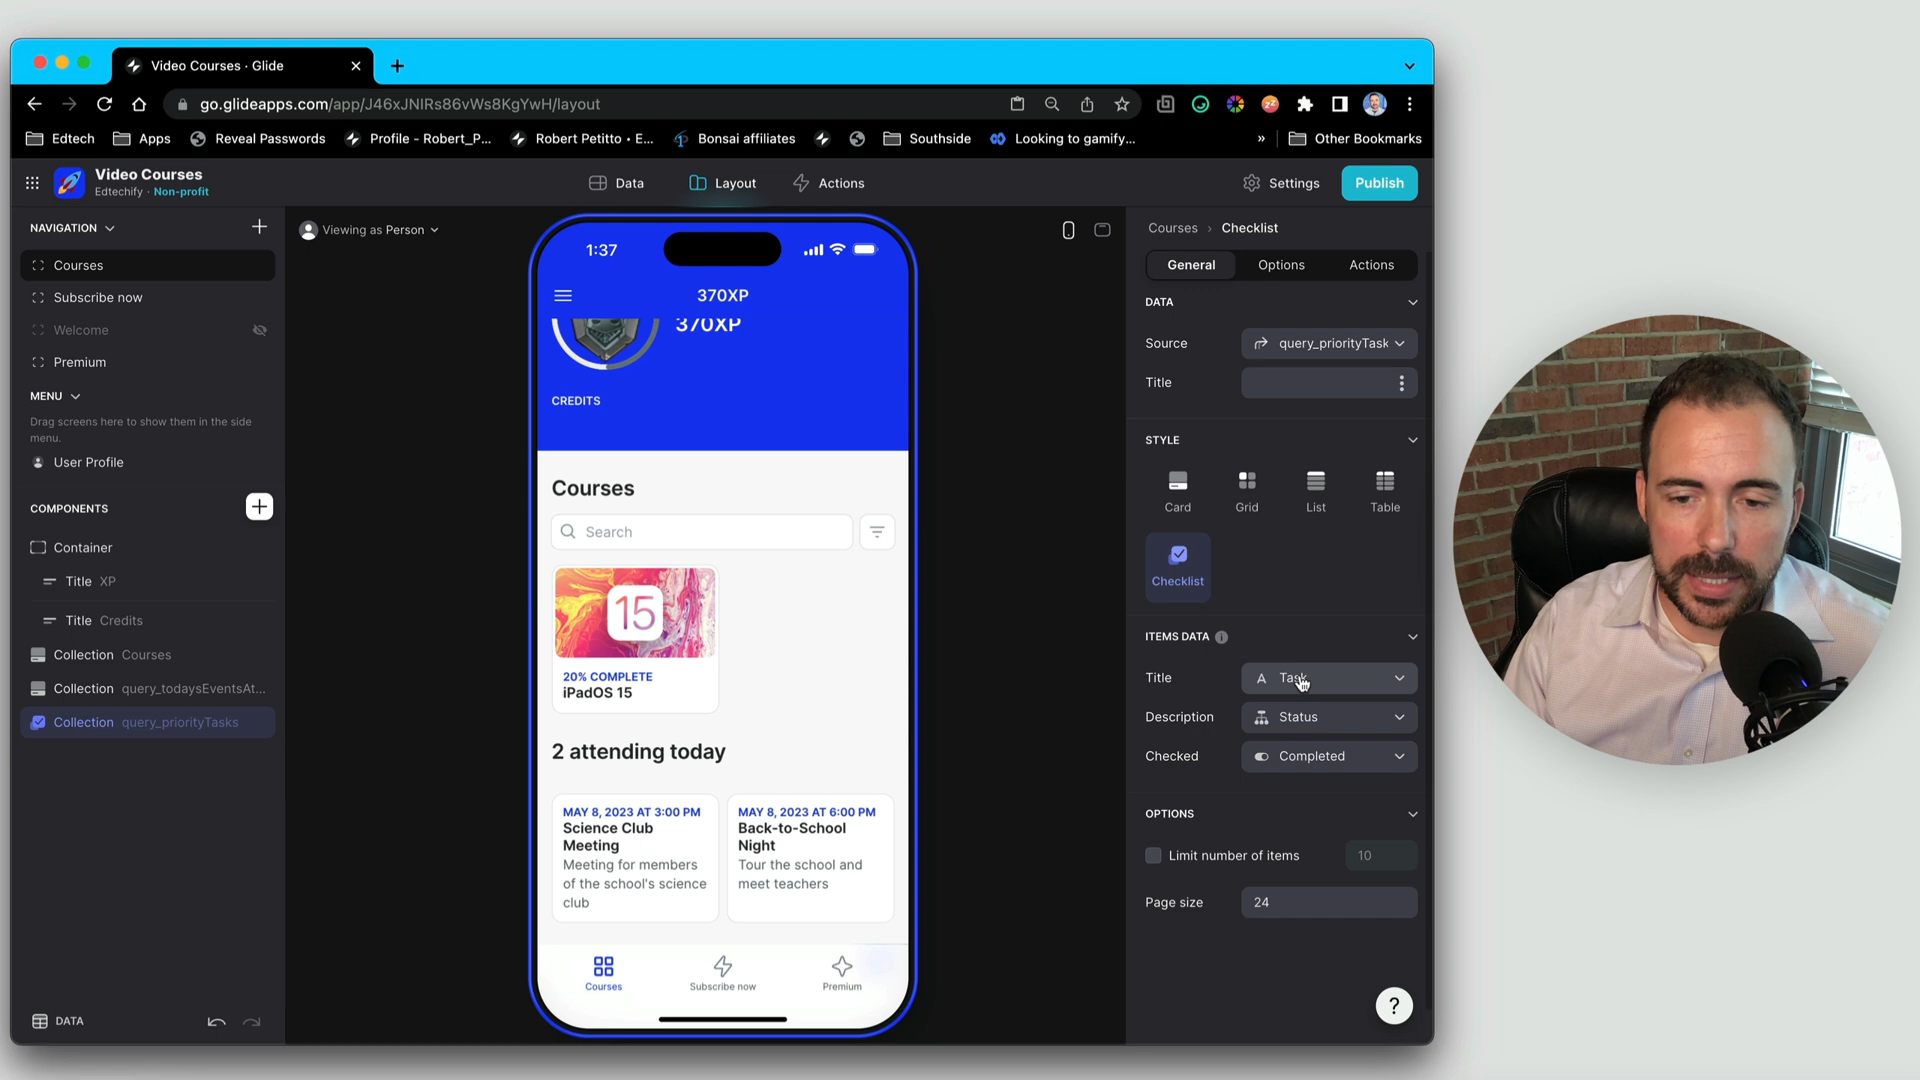 Video Courses · Glide
go.glideapps.com/app/J46xJNIRs86vWs8KgYwH/layout
Edtech
Apps
Reveal Passwords
Profile - Robert_P...
Robert Petitto • E...
Bonsai affiliates
Southside
Looking to gamify...
»
Other Bookmarks
Video Courses
Edtechify · Non-profit
Data
Layout
Actions
Settings
Publish
NAVIGATION
Courses
Subscribe now
Welcome
Premium
MENU
Drag screens here to show them in the side
menu.
User Profile
COMPONENTS
Container
Title XP
Title Credits
Collection Courses
Collection query_todaysEventsAt...
Collection query_priorityTasks
DATA
Viewing as Person
1:37
370XP
370XP
CREDITS
Courses
Search
15
20% COMPLETE
iPadOS 15
2 attending today
MAY 8, 2023 AT 3:00 PM
Science Club
Meeting
Meeting for members
of the school's science
club
MAY 8, 2023 AT 6:00 PM
Back-to-School
Night
Tour the school and
meet teachers
Courses
Subscribe now
Premium
Courses › Checklist
General
Options
Actions
DATA
Source
query_priorityTask
Title
STYLE
Card
Grid
List
Table
Checklist
ITEMS DATA
Title
A Task
Description
Status
Checked
Completed
OPTIONS
Limit number of items
10
Page size
24
?